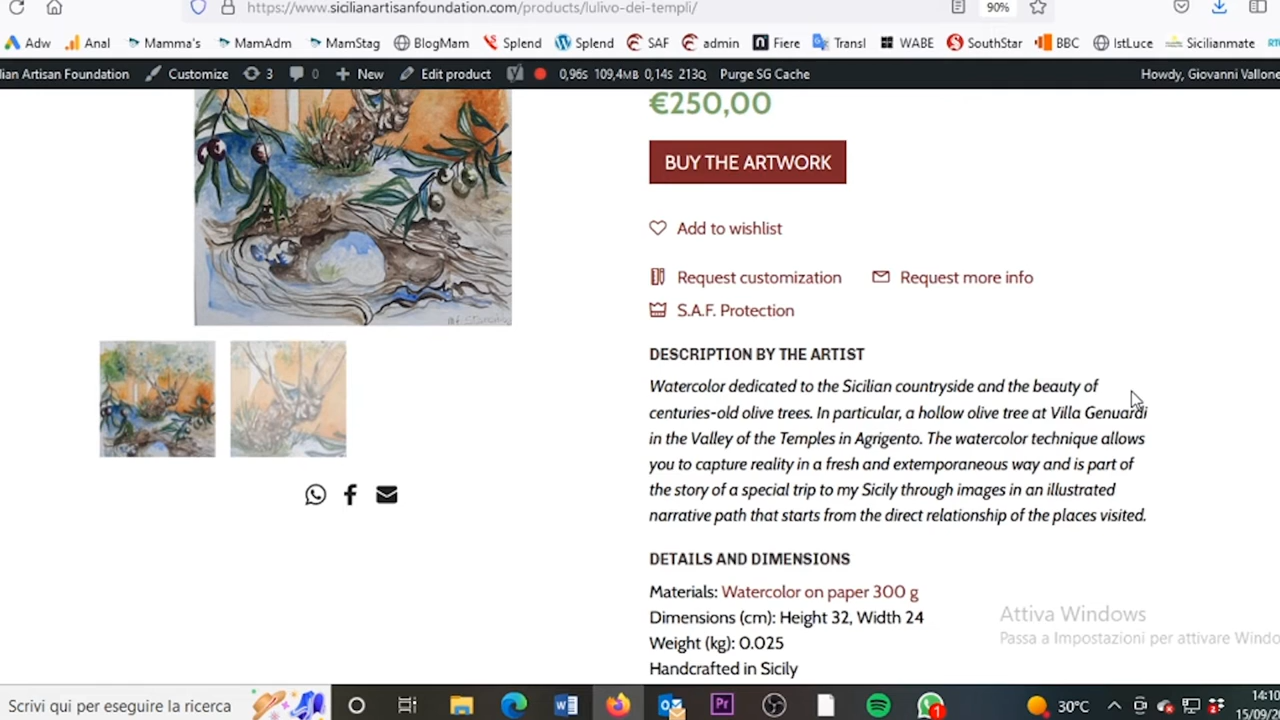 https://www.sicilianartisanfoundation.com/products/lulivo-dei-templi/
90%
Adw
Anal
Mamma's
MamAdm
MamStag
BlogMam
Splend
Splend
SAF
admin
Fiere
Transl
WABE
SouthStar
BBC
IstLuce
Sicilianmate
lian Artisan Foundation
Customize
3
0
New
Edit product
0,96s 109,4MB 0,14s 213Q
Purge SG Cache
Howdy, Giovanni Vallone
€250,00
BUY THE ARTWORK
Add to wishlist
Request customization
Request more info
S.A.F. Protection
DESCRIPTION BY THE ARTIST
Watercolor dedicated to the Sicilian countryside and the beauty of
centuries-old olive trees. In particular, a hollow olive tree at Villa Genuardi
in the Valley of the Temples in Agrigento. The watercolor technique allows
you to capture reality in a fresh and extemporaneous way and is part of
the story of a special trip to my Sicily through images in an illustrated
narrative path that starts from the direct relationship of the places visited.
DETAILS AND DIMENSIONS
Materials: Watercolor on paper 300 g
Dimensions (cm): Height 32, Width 24
Weight (kg): 0.025
Handcrafted in Sicily
Attiva Windows
Passa a Impostazioni per attivare Windo
Scrivi qui per eseguire la ricerca
Pr
1
30°C
2
14:10
15/09/2